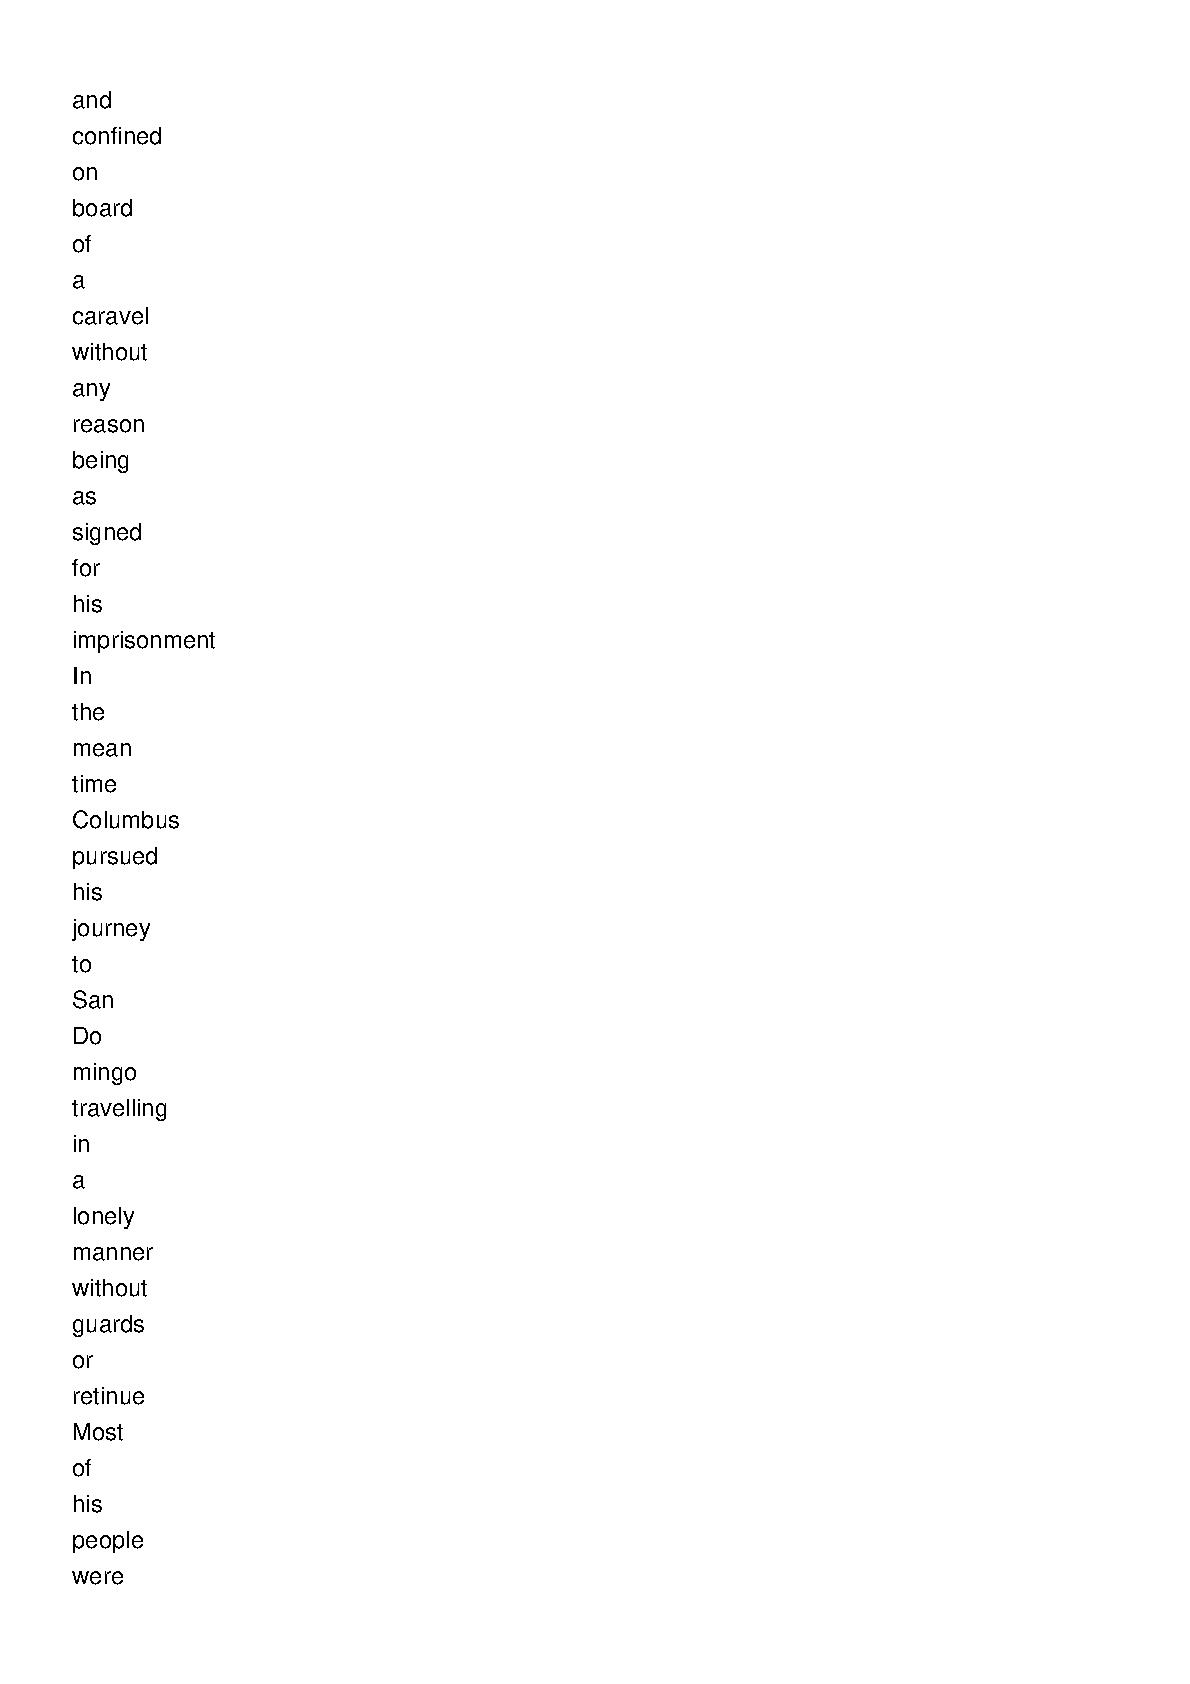 and
confined
on
board
of
a
caravel
without
any
reason
being
as
signed
for
his
imprisonment
In
the
mean
time
Columbus
pursued
his
journey
to
San
Do
mingo
travelling
in
a
lonely
manner
without
guards
or
retinue
Most
of
his
people
were